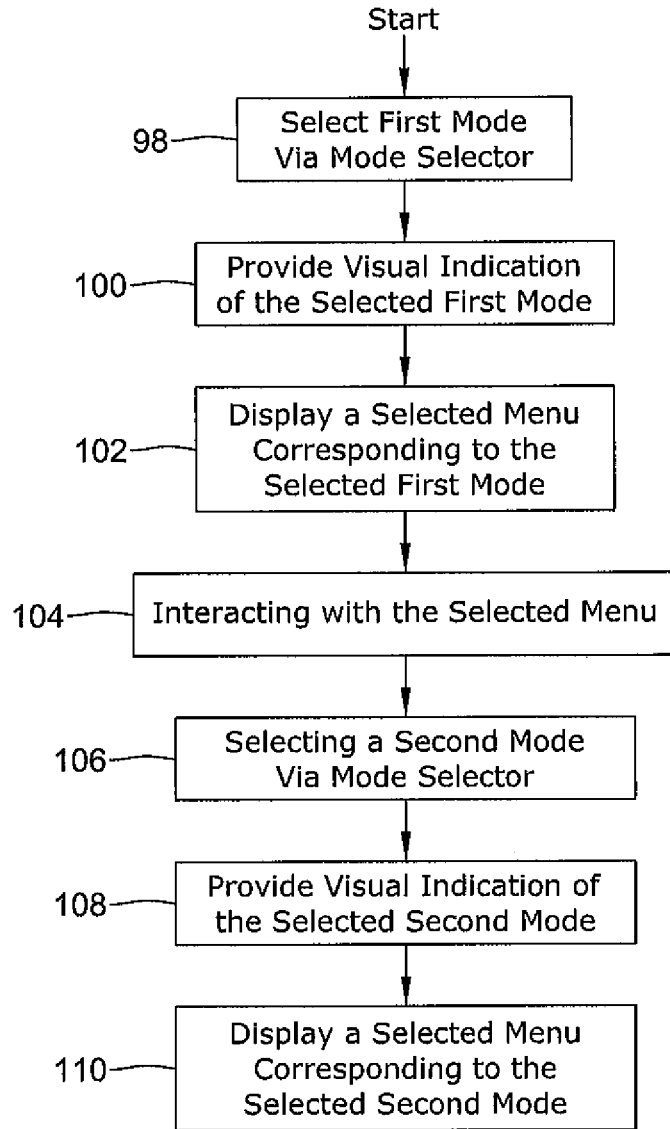 Start
98
Select First Mode
Via Mode Selector
100
Provide Visual Indication
of the Selected First Mode
102
Display a Selected Menu
Corresponding to the
Selected First Mode
104
Interacting with the Selected Menu
106
Selecting a Second Mode
Via Mode Selector
108
Provide Visual Indication of
the Selected Second Mode
110
Display a Selected Menu
Corresponding to the
Selected Second Mode